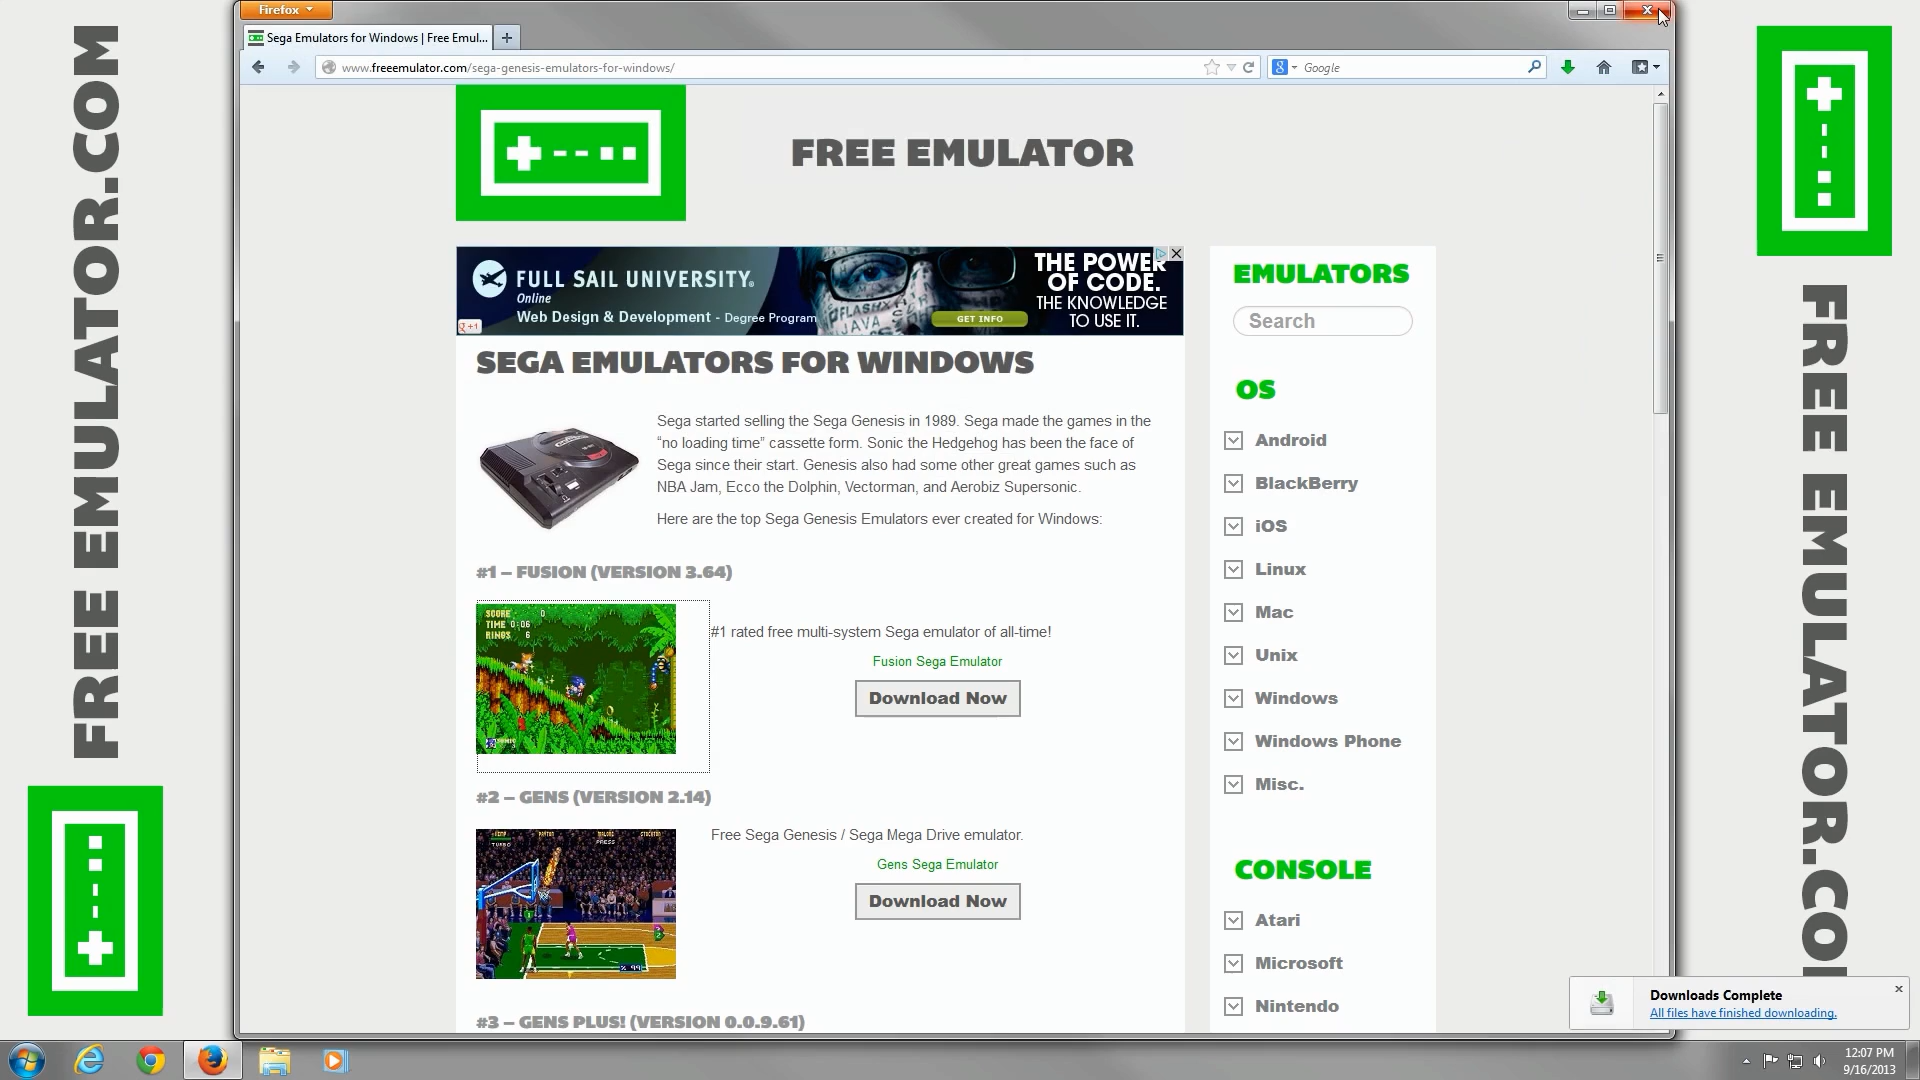 Firefox
Sega Emulators for Windows | Free Emul...
www.freeemulator.com/sega-genesis-emulators-for-windows/
Google
FREE EMULATOR.COM
FREE EMULATOR
FULL SAIL UNIVERSITY.
Online
Web Design & Development - Degree Program
THE POWER
OF CODE.
THE KNOWLEDGE
TO USE IT.
GET INFO
+1
SEGA EMULATORS FOR WINDOWS
Sega started selling the Sega Genesis in 1989. Sega made the games in the
“no loading time” cassette form. Sonic the Hedgehog has been the face of
Sega since their start. Genesis also had some other great games such as
NBA Jam, Ecco the Dolphin, Vectorman, and Aerobiz Supersonic.
Here are the top Sega Genesis Emulators ever created for Windows:
#1 – FUSION (VERSION 3.64)
SCORE 0
TIME 0:06
RINGS 6
#1 rated free multi-system Sega emulator of all-time!
Fusion Sega Emulator
Download Now
#2 – GENS (VERSION 2.14)
Free Sega Genesis / Sega Mega Drive emulator.
Gens Sega Emulator
Download Now
#3 – GENS PLUS! (VERSION 0.0.9.61)
EMULATORS
Search
OS
Android
BlackBerry
iOS
Linux
Mac
Unix
Windows
Windows Phone
Misc.
CONSOLE
Atari
Microsoft
Nintendo
FREE EMULATOR.CO
Downloads Complete
All files have finished downloading.
12:07 PM
9/16/2013